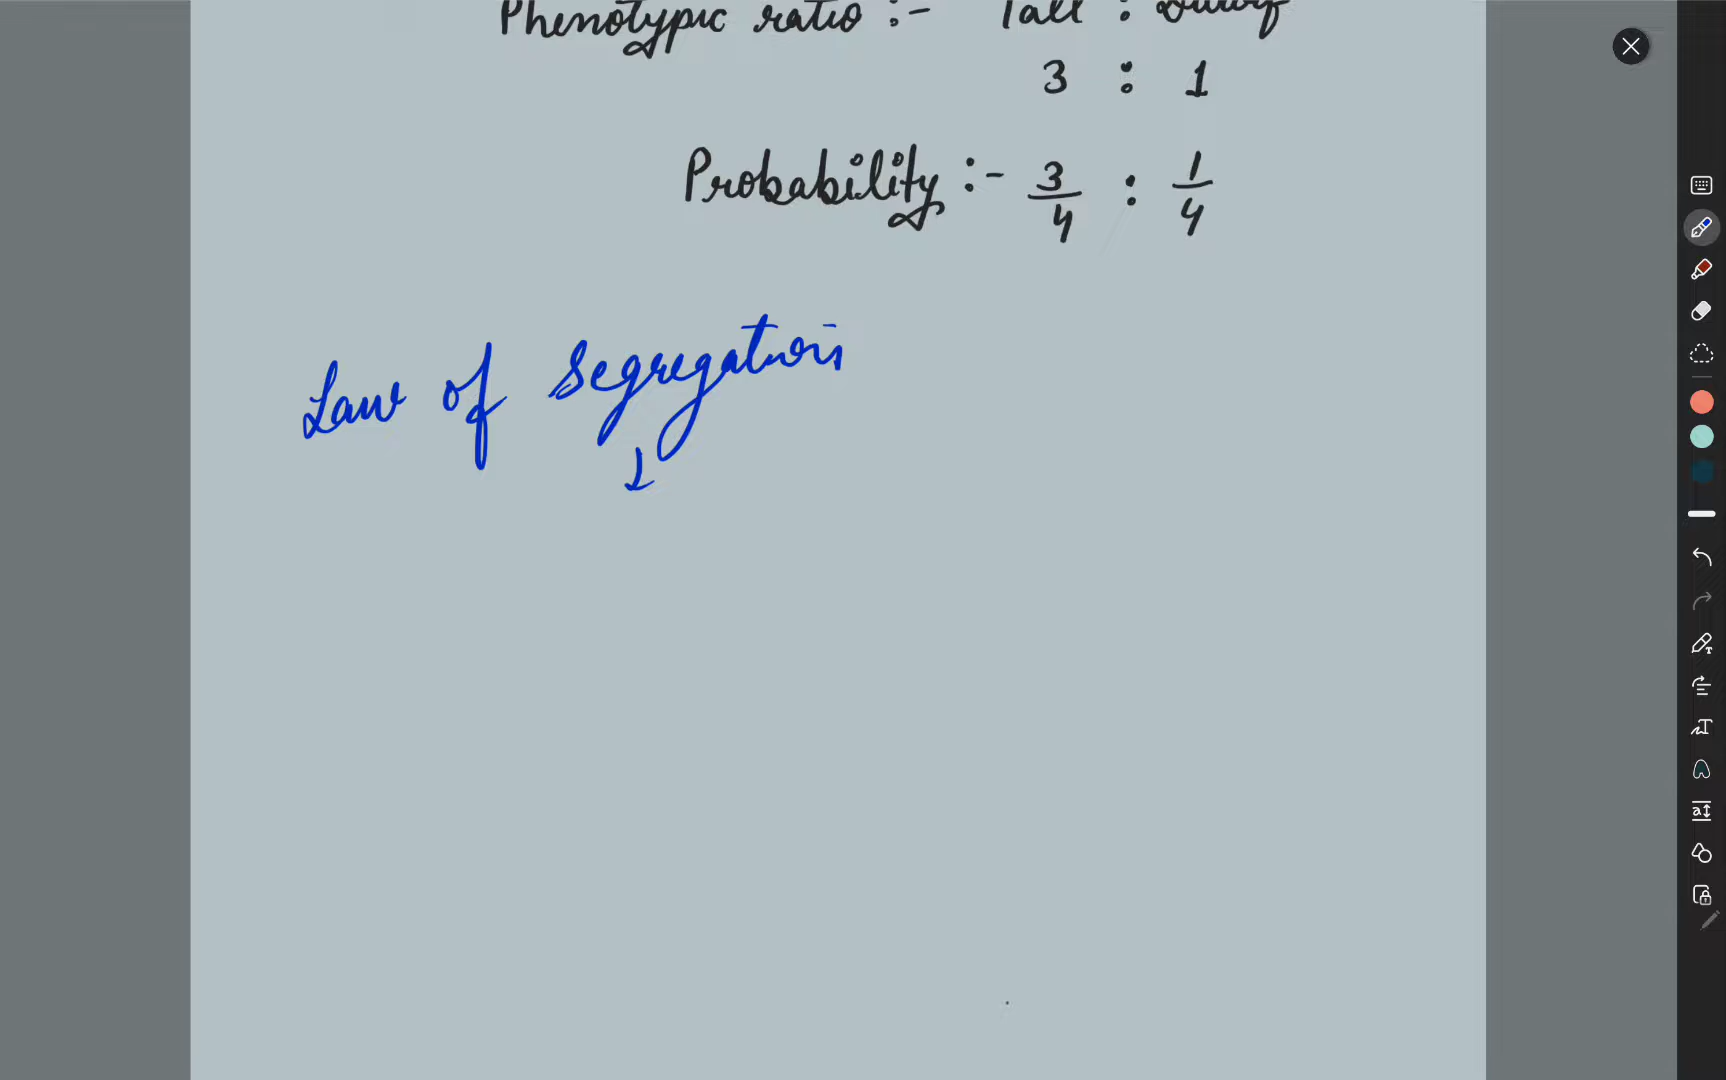 Phenotypic ratio :- Tall : Dwarf
3 : 1
Probability :- 3/4 : 1/4
Law of Segregation
↓